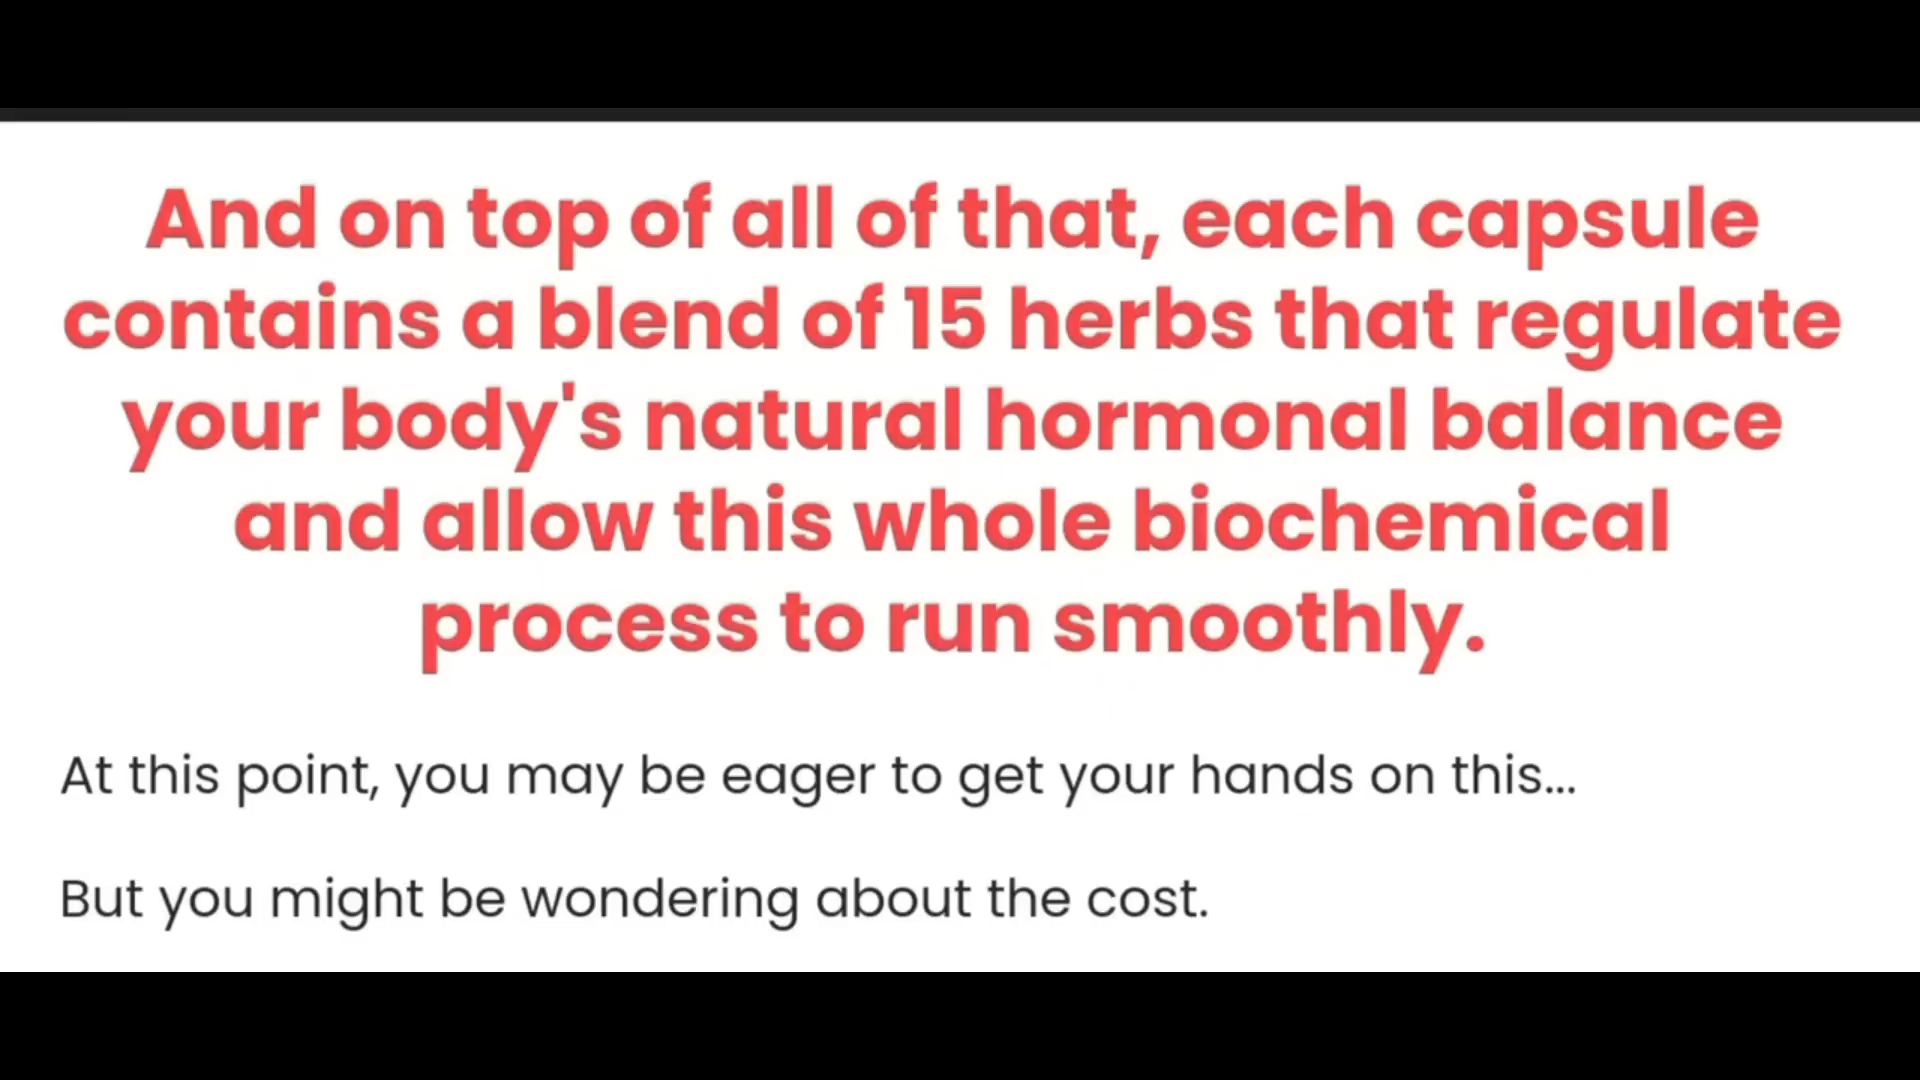 And on top of all of that, each capsule
contains a blend of 15 herbs that regulate
your body's natural hormonal balance
and allow this whole biochemical
process to run smoothly.
At this point, you may be eager to get your hands on this...
But you might be wondering about the cost.